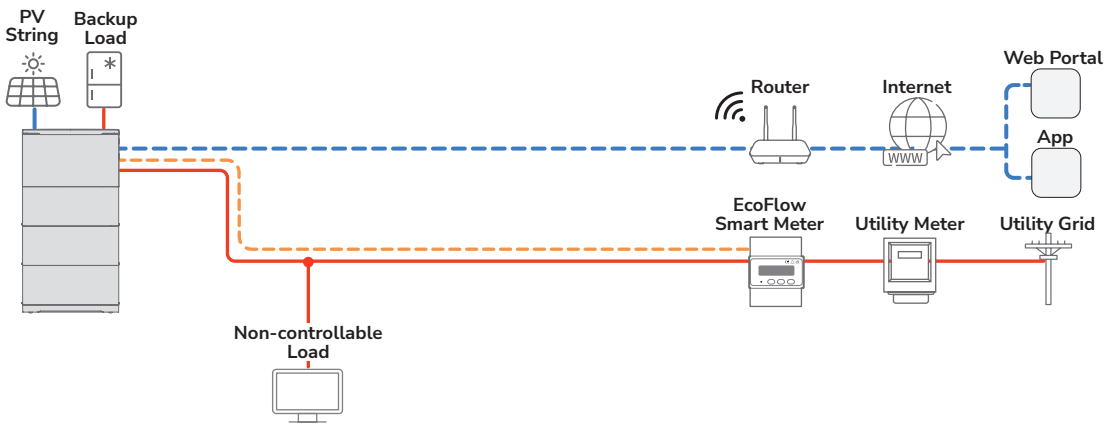 PV
String
Backup
Load
Router
Internet
WWW
Web Portal
App
EcoFlow
Smart Meter
Utility Meter
Utility Grid
Non-controllable
Load